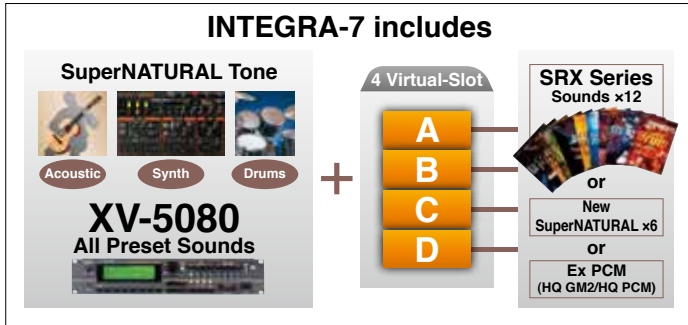 INTEGRA-7 includes
SuperNATURAL Tone
Acoustic
Synth
Drums
XV-5080
All Preset Sounds
+
4 Virtual-Slot
A
B
C
D
SRX Series
Sounds ×12
or
New
SuperNATURAL ×6
or
Ex PCM
(HQ GM2/HQ PCM)